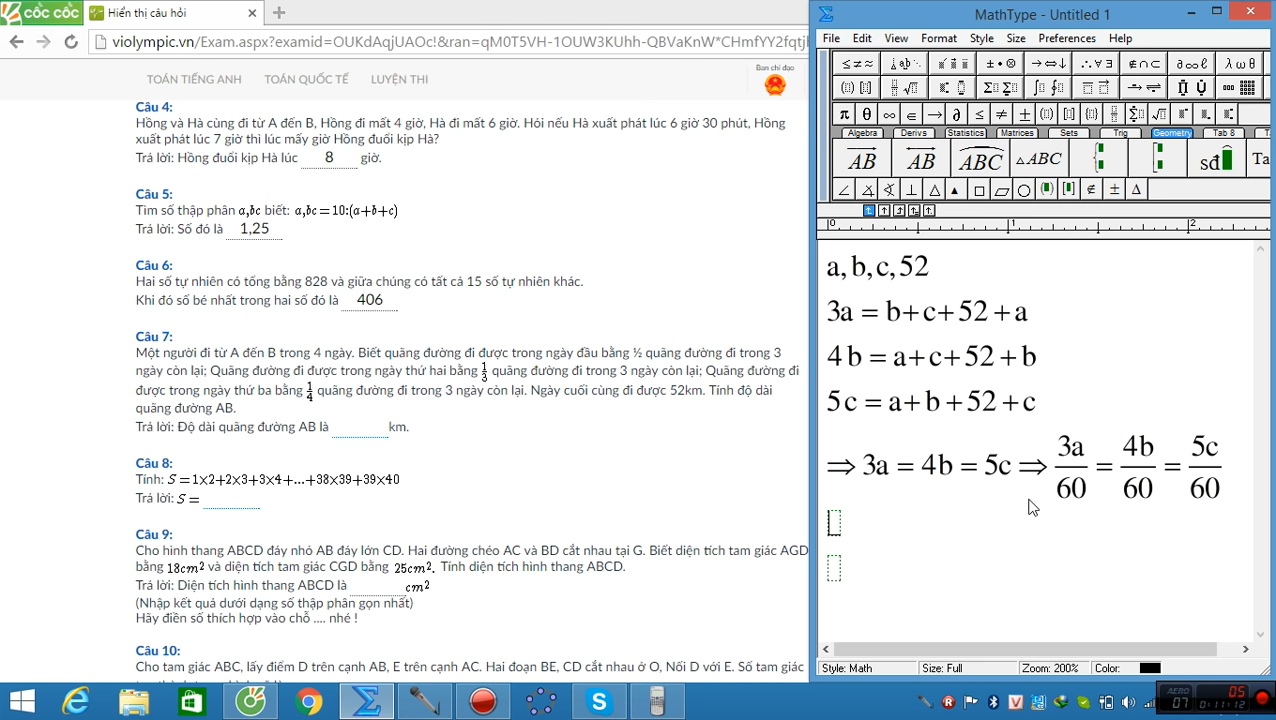 CỐC CỐC
Hiển thị câu hỏi
MathType - Untitled 1
violympic.vn/Exam.aspx?examid=OUKdAqjUAOc!&ran=qM0T5VH-1OUW3KUhh-QBVaKnW*CHmfYY2fqtjl
File Edit View Format Style Size Preferences Help
TOÁN TIẾNG ANH TOÁN QUỐC TẾ LUYỆN THI
Ban chỉ đạo
Algebra Derivs Statistics Matrices Sets Trig Geometry Tab 8
AB AB ABC △ABC sđ Ta
0 1 2
Câu 4:
Hồng và Hà cùng đi từ A đến B, Hồng đi mất 4 giờ, Hà đi mất 6 giờ. Hỏi nếu Hà xuất phát lúc 6 giờ 30 phút, Hồng
xuất phát lúc 7 giờ thì lúc mấy giờ Hồng đuổi kịp Hà?
Trả lời: Hồng đuổi kịp Hà lúc 8 giờ.
Câu 5:
Tìm số thập phân a,bc biết: a,bc=10:(a+b+c)
Trả lời: Số đó là 1,25
Câu 6:
Hai số tự nhiên có tổng bằng 828 và giữa chúng có tất cả 15 số tự nhiên khác.
Khi đó số bé nhất trong hai số đó là 406
Câu 7:
Một người đi từ A đến B trong 4 ngày. Biết quãng đường đi được trong ngày đầu bằng ½ quãng đường đi trong 3
ngày còn lại; Quãng đường đi được trong ngày thứ hai bằng 1/3 quãng đường đi trong 3 ngày còn lại; Quãng đường đi
được trong ngày thứ ba bằng 1/4 quãng đường đi trong 3 ngày còn lại. Ngày cuối cùng đi được 52km. Tính độ dài
quãng đường AB.
Trả lời: Độ dài quãng đường AB là km.
Câu 8:
Tính: S=1×2+2×3+3×4+...+38×39+39×40
Trả lời: S =
Câu 9:
Cho hình thang ABCD đáy nhỏ AB đáy lớn CD. Hai đường chéo AC và BD cắt nhau tại G. Biết diện tích tam giác AGD
bằng 18cm² và diện tích tam giác CGD bằng 25cm². Tính diện tích hình thang ABCD.
Trả lời: Diện tích hình thang ABCD là cm²
(Nhập kết quả dưới dạng số thập phân gọn nhất)
Hãy điền số thích hợp vào chỗ .... nhé !
Câu 10:
Cho tam giác ABC, lấy điểm D trên cạnh AB, E trên cạnh AC. Hai đoạn BE, CD cắt nhau ở O, Nối D với E. Số tam giác
a, b, c, 52
3a = b+c+52+a
4b = a+c+52+b
5c = a+b+52+c
⇒ 3a = 4b = 5c ⇒ 3a/60 = 4b/60 = 5c/60
Style: Math Size: Full Zoom: 200% Color:
AERO
07
05
0:11:12